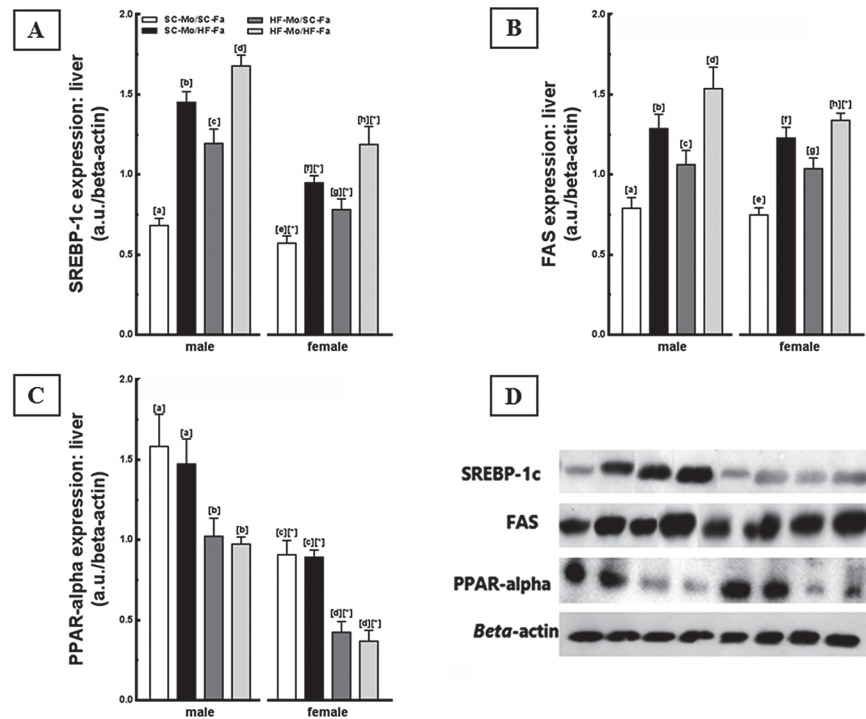 A
SREBP-1c expression: liver
(a.u./beta-actin)
2.0
1.5
1.0
0.5
0.0
SC-Mo/SC-Fa
SC-Mo/HF-Fa
HF-Mo/SC-Fa
HF-Mo/HF-Fa
[a]
[b]
[c]
[d]
[e][*]
[f][*]
[g][*]
[h][*]
male
female
B
FAS expression: liver
(a.u./beta-actin)
2.0
1.5
1.0
0.5
0.0
[a]
[b]
[c]
[d]
[e]
[f]
[g]
[h][*]
male
female
C
PPAR-alpha expression: liver
(a.u./beta-actin)
2.0
1.5
1.0
0.5
0.0
[a]
[a]
[b]
[b]
[c][*]
[c][*]
[d][*]
[d][*]
male
female
D
SREBP-1c
FAS
PPAR-alpha
Beta-actin